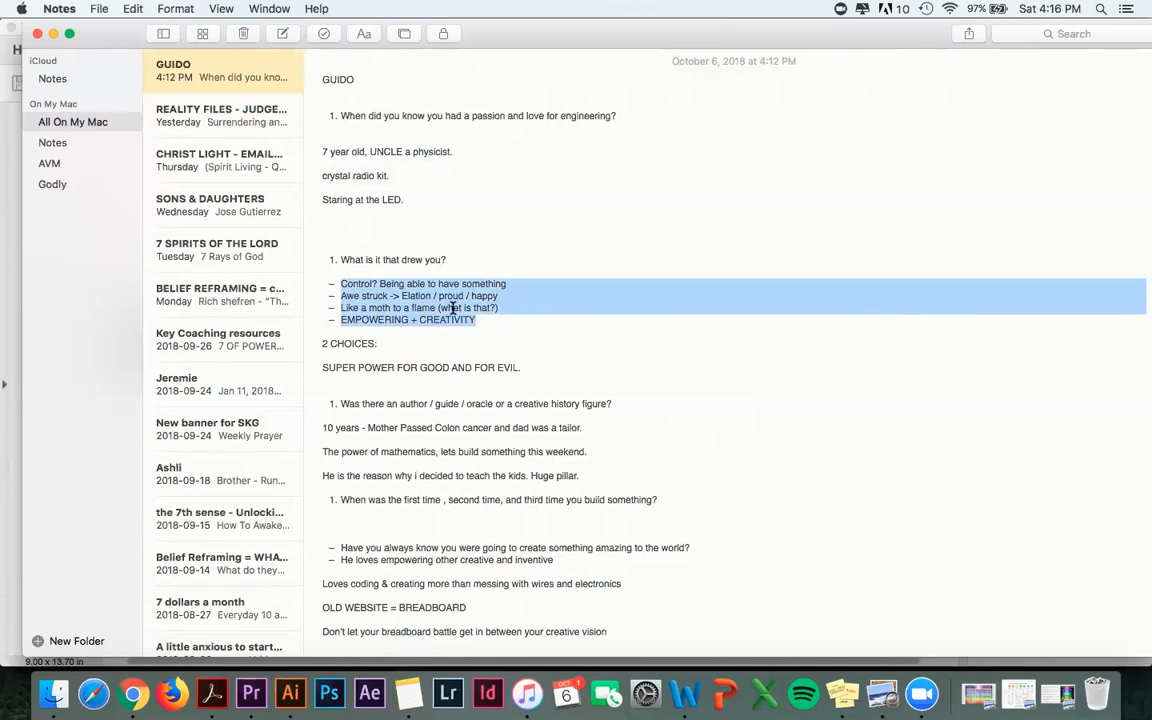 Notes File Edit Format View Window Help
10 97% Sat 4:16 PM
Aa Search
iCloud
Notes
On My Mac
All On My Mac
Notes
AVM
Godly
New Folder
GUIDO
4:12 PM When did you kno...
REALITY FILES - JUDGE...
Yesterday Surrendering an...
CHRIST LIGHT - EMAIL...
Thursday (Spirit Living - Q...
SONS & DAUGHTERS
Wednesday Jose Gutierrez
7 SPIRITS OF THE LORD
Tuesday 7 Rays of God
BELIEF REFRAMING = c...
Monday Rich shefren - "Th...
Key Coaching resources
2018-09-26 7 OF POWER...
Jeremie
2018-09-24 Jan 11, 2018...
New banner for SKG
2018-09-24 Weekly Prayer
Ashli
2018-09-18 Brother - Run...
the 7th sense - Unlocki...
2018-09-15 How To Awake...
Belief Reframing = WHA...
2018-09-14 What do they...
7 dollars a month
2018-08-27 Everyday 10 a...
A little anxious to start...
October 6, 2018 at 4:12 PM
GUIDO
1. When did you know you had a passion and love for engineering?
7 year old, UNCLE a physicist.
crystal radio kit.
Staring at the LED.
1. What is it that drew you?
– Control? Being able to have something
– Awe struck -> Elation / proud / happy
– Like a moth to a flame (what is that?)
– EMPOWERING + CREATIVITY
2 CHOICES:
SUPER POWER FOR GOOD AND FOR EVIL.
1. Was there an author / guide / oracle or a creative history figure?
10 years - Mother Passed Colon cancer and dad was a tailor.
The power of mathematics, lets build something this weekend.
He is the reason why i decided to teach the kids. Huge pillar.
1. When was the first time , second time, and third time you build something?
– Have you always know you were going to create something amazing to the world?
– He loves empowering other creative and inventive
Loves coding & creating more than messing with wires and electronics
OLD WEBSITE = BREADBOARD
Don't let your breadboard battle get in between your creative vision
9.00 x 13.70 in
Pr Ai Ps Ae Lr Id OCT 6 1 W P X